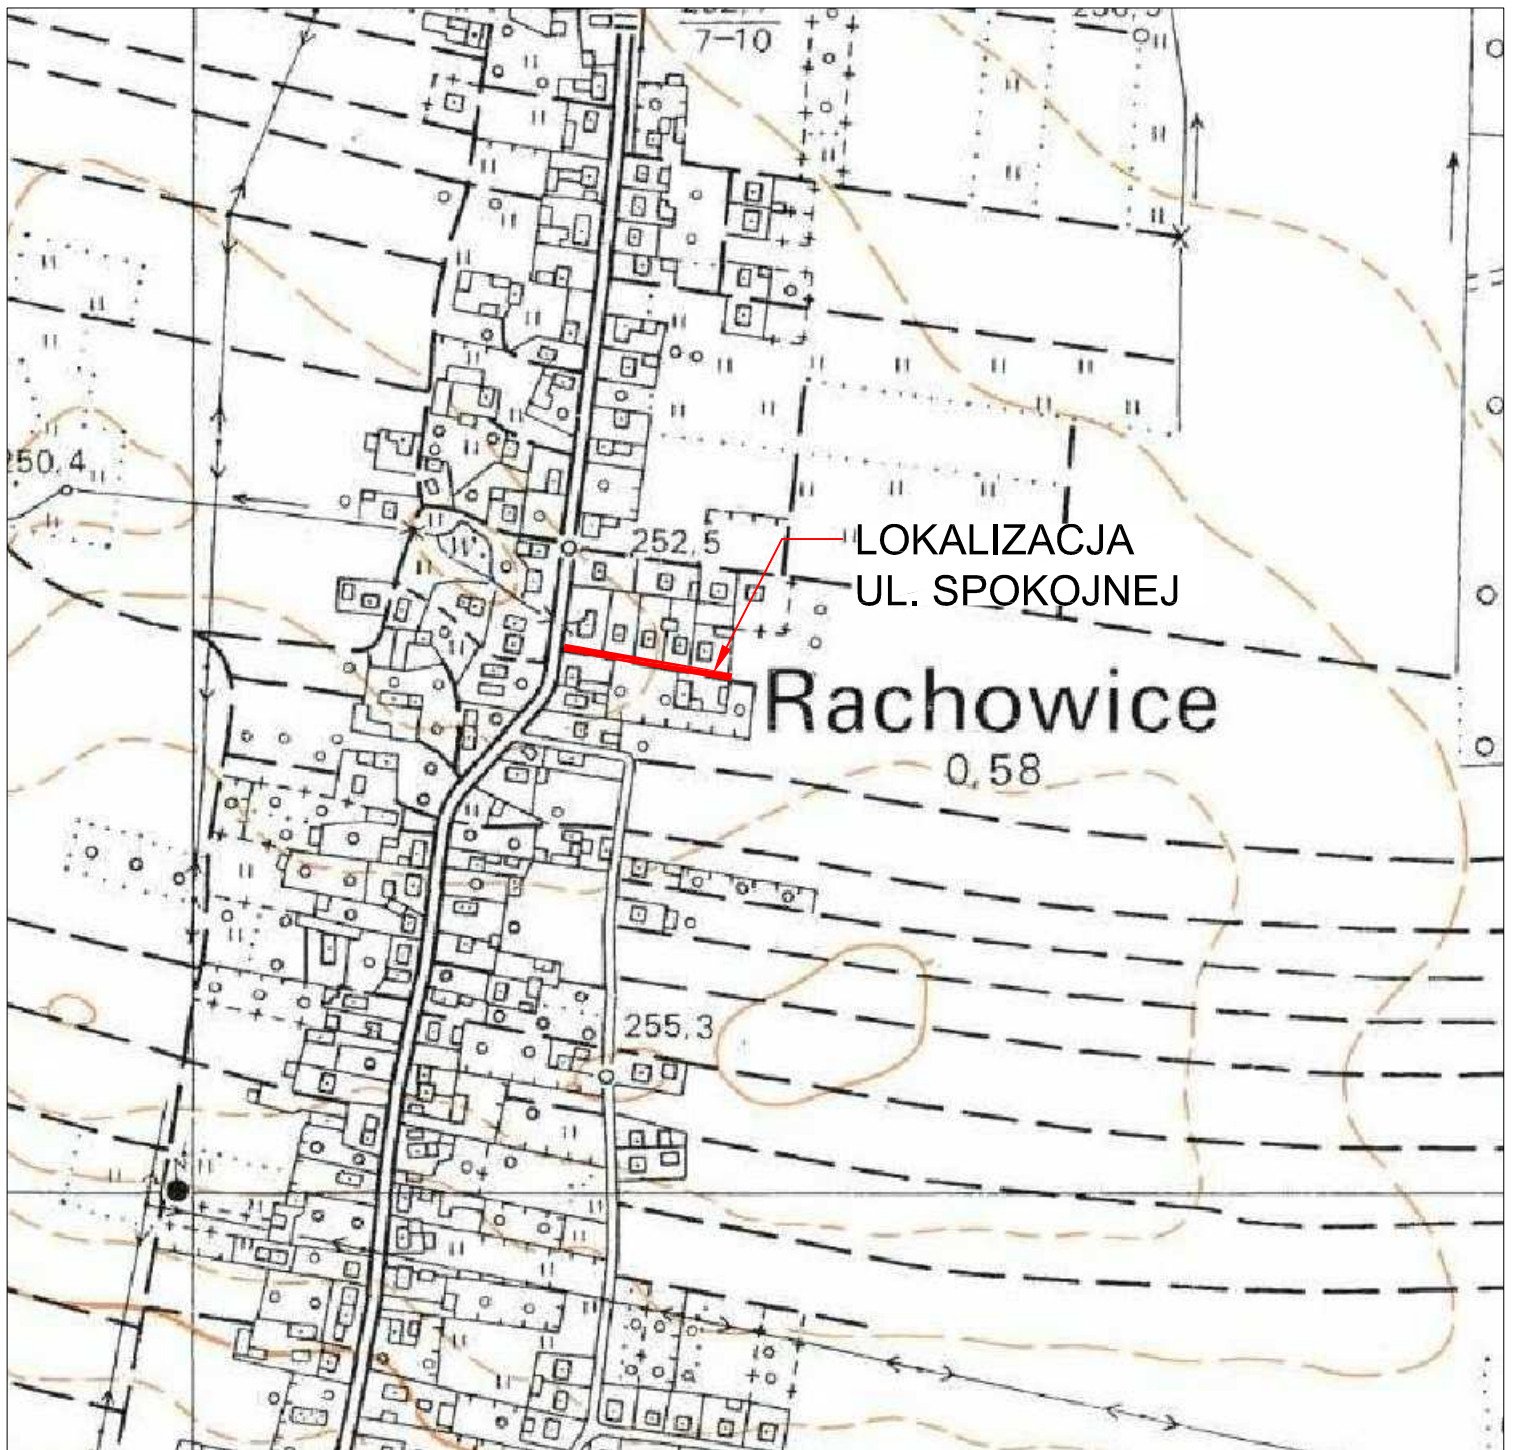 7-10
250,4
252,5
LOKALIZACJA
UL. SPOKOJNEJ
W.
Rachowice
0,58
255,3